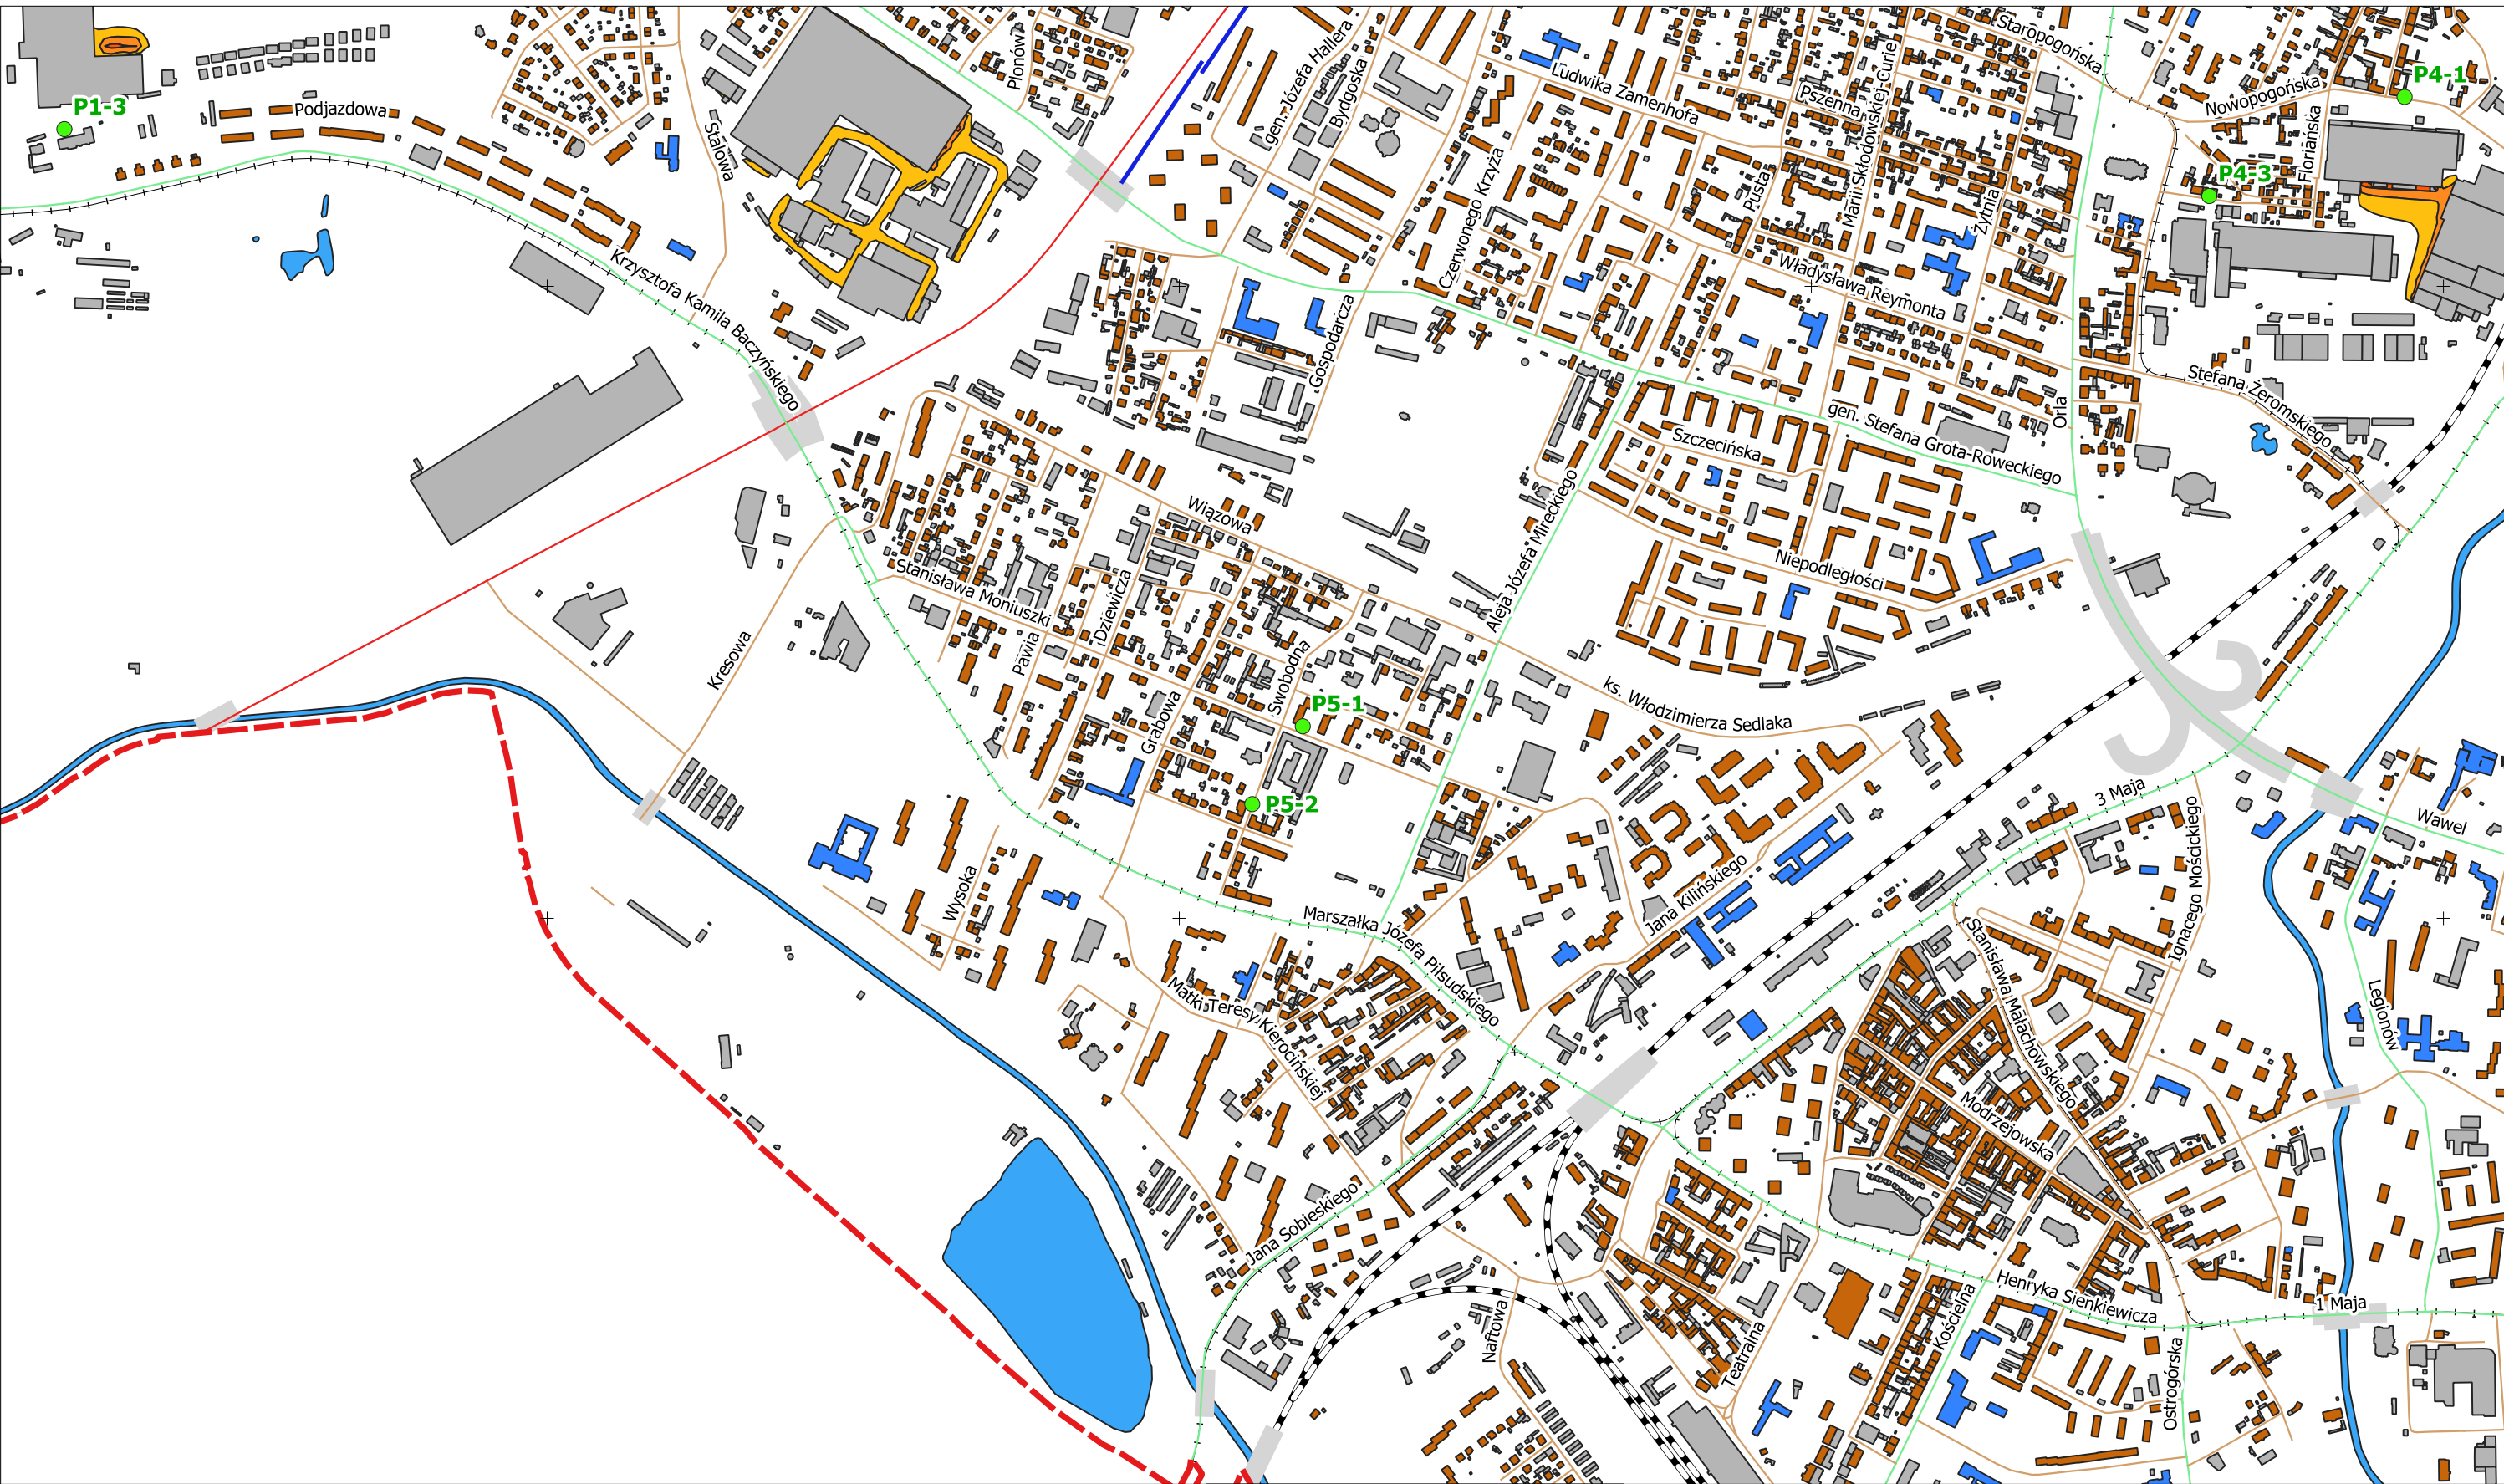 Staropogońska
P4-1
Plonów
gen. Józefa Hallera
Bydgoska
Ludwika Zamenhofa
Pszenna
Marii Skłodowskiej Curie
Nowopogońska
P1-3
Podjazdowa
Stalowa
Floriańska
P4-3
Czerwonego Krzyża
Pusta
Żytnia
Krzysztofa Kamila Baczyńskiego
Władysława Reymonta
Gospodarcza
Stefana Żeromskiego
Orla
gen. Stefana Grota-Roweckiego
Szczecińska
Wiązowa
Aleja Józefa Mireckiego
Niepodległości
Stanisława Moniuszki
Dziewicza
Pawia
Kresowa
Swobodna
Grabowa
P5-1
ks. Włodzimierza Sedlaka
P5-2
3 Maja
Wawel
Ignacego Mościckiego
Jana Kilińskiego
Wysoka
Marszałka Józefa Piłsudskiego
Stanisława Małachowskiego
Matki Teresy Kierocińskiej
Legionów
Modrzejowska
Jana Sobieskiego
Henryka Sienkiewicza
1 Maja
Naftowa
Teatralna
Kościelna
Ostrogórska